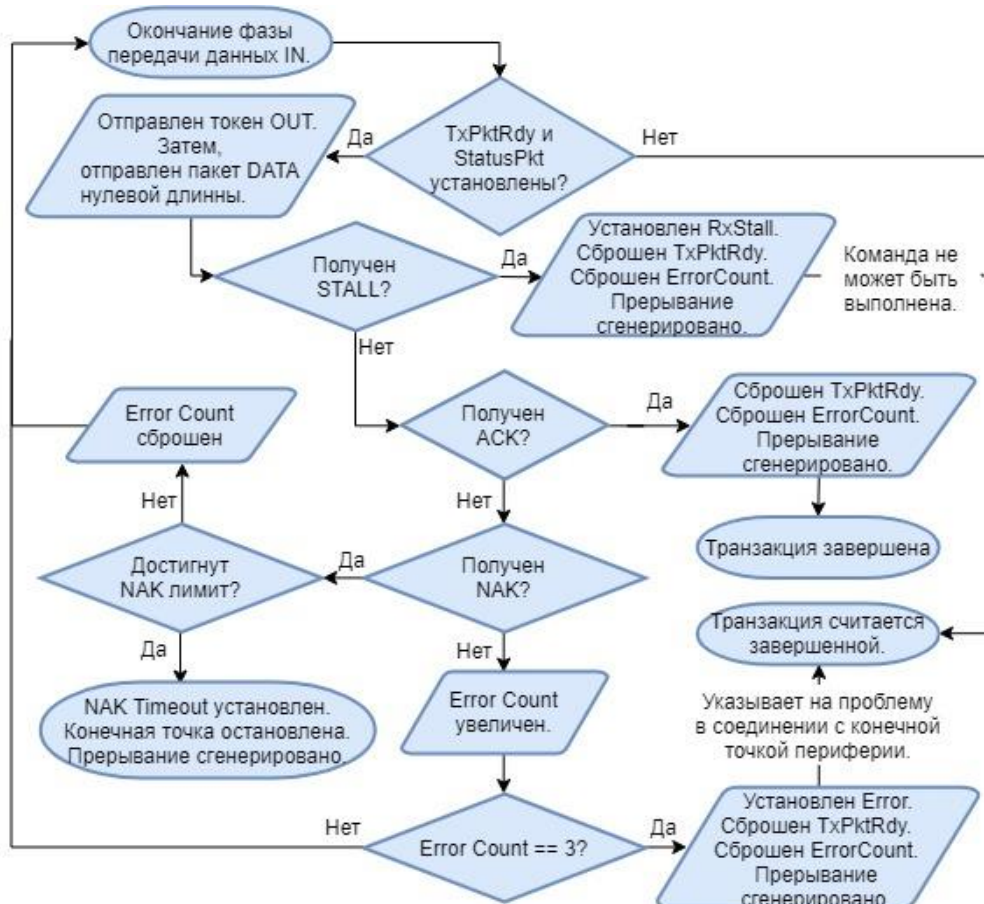 Окончание фазы
передачи данных IN.
Отправлен токен OUT.
Затем,
отправлен пакет DATA
нулевой длинны.
Да
TxPktRdy и
StatusPkt
установлены?
Нет
Получен
STALL?
Да
Установлен RxStall.
Сброшен TxPktRdy.
Сброшен ErrorCount.
Прерывание
сгенерировано.
Команда не
может быть
выполнена.
Нет
Error Count
сброшен
Получен
ACK?
Да
Сброшен TxPktRdy.
Сброшен ErrorCount.
Прерывание
сгенерировано.
Нет
Нет
Достигнут
NAK лимит?
Да
Получен
NAK?
Транзакция завершена
Да
Нет
Транзакция считается
завершенной.
NAK Timeout установлен.
Конечная точка остановлена.
Прерывание сгенерировано.
Error Count
увеличен.
Указывает на проблему
в соединении с конечной
точкой периферии.
Нет
Error Count == 3?
Да
Установлен Error.
Сброшен TxPktRdy.
Сброшен ErrorCount.
Прерывание
сгенерировано